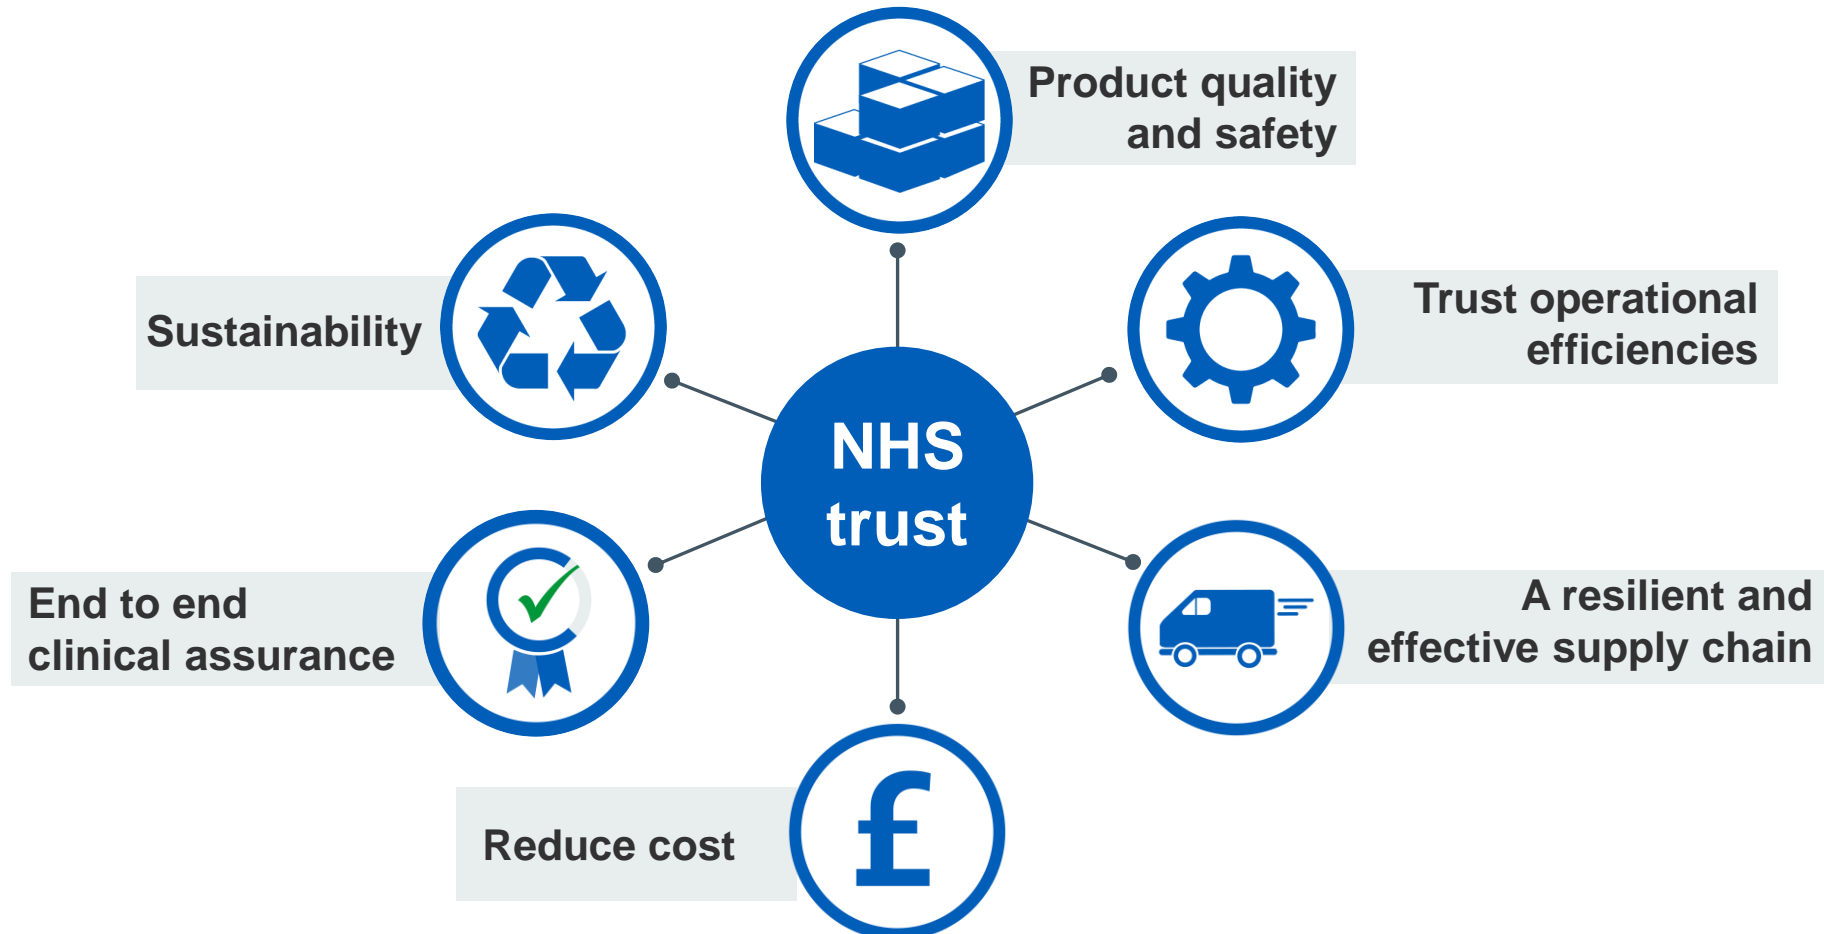 Product quality
and safety
Sustainability
Trust operational
efficiencies
NHS
trust
End to end
clinical assurance
A resilient and
effective supply chain
Reduce cost
£